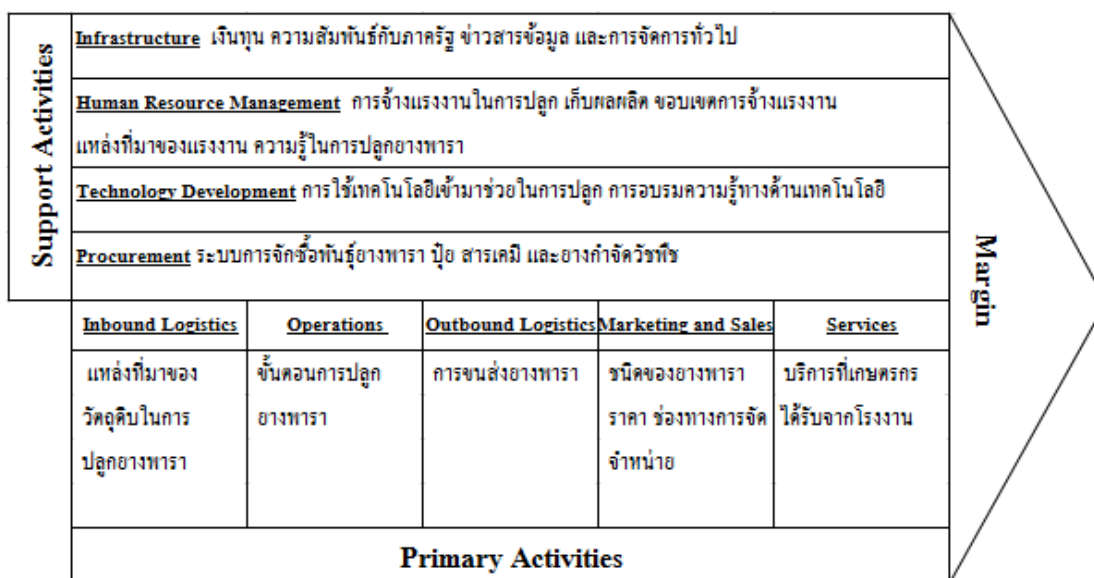 Support Activities
Infrastructure เงินทุน ความสัมพันธ์กับภาครัฐ ข่าวสารข้อมูล และการจัดการทั่วไป
Human Resource Management การจ้างแรงงานในการปลูก เก็บผลผลิต ขอบเขตการจ้างแรงงาน
แหล่งที่มาของแรงงาน ความรู้ในการปลูกยางพารา
Technology Development การใช้เทคโนโลยีเข้ามาช่วยในการปลูก การอบรมความรู้ทางด้านเทคโนโลยี
Procurement ระบบการจักซื้อพันธุ์ยางพารา ปุ๋ย สารเคมี และยางกำจัดวัชพืช
Margin
Inbound Logistics
แหล่งที่มาของ
วัตถุดิบในการ
ปลูกยางพารา
Operations
ขั้นตอนการปลูก
ยางพารา
Outbound Logistics
การขนส่งยางพารา
Marketing and Sales
ชนิดของยางพารา
ราคา ช่องทางการจัด
จำหน่าย
Services
บริการที่เกษตรกร
ได้รับจากโรงงาน
Primary Activities